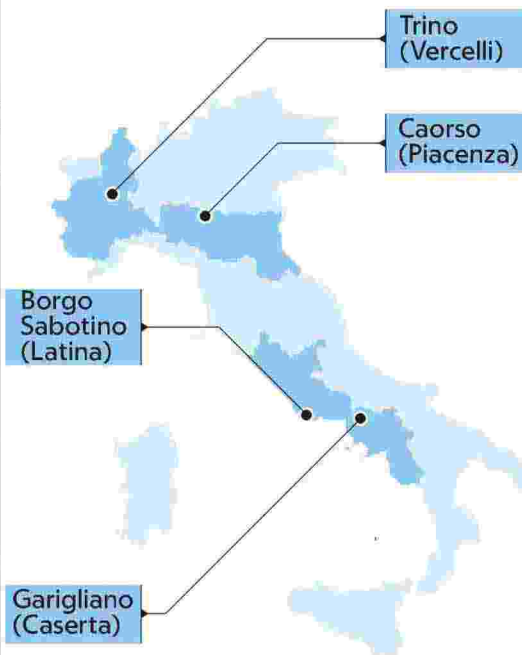 Trino
(Vercelli)
Caorso
(Piacenza)
Borgo
Sabotino
(Latina)
Garigliano
(Caserta)